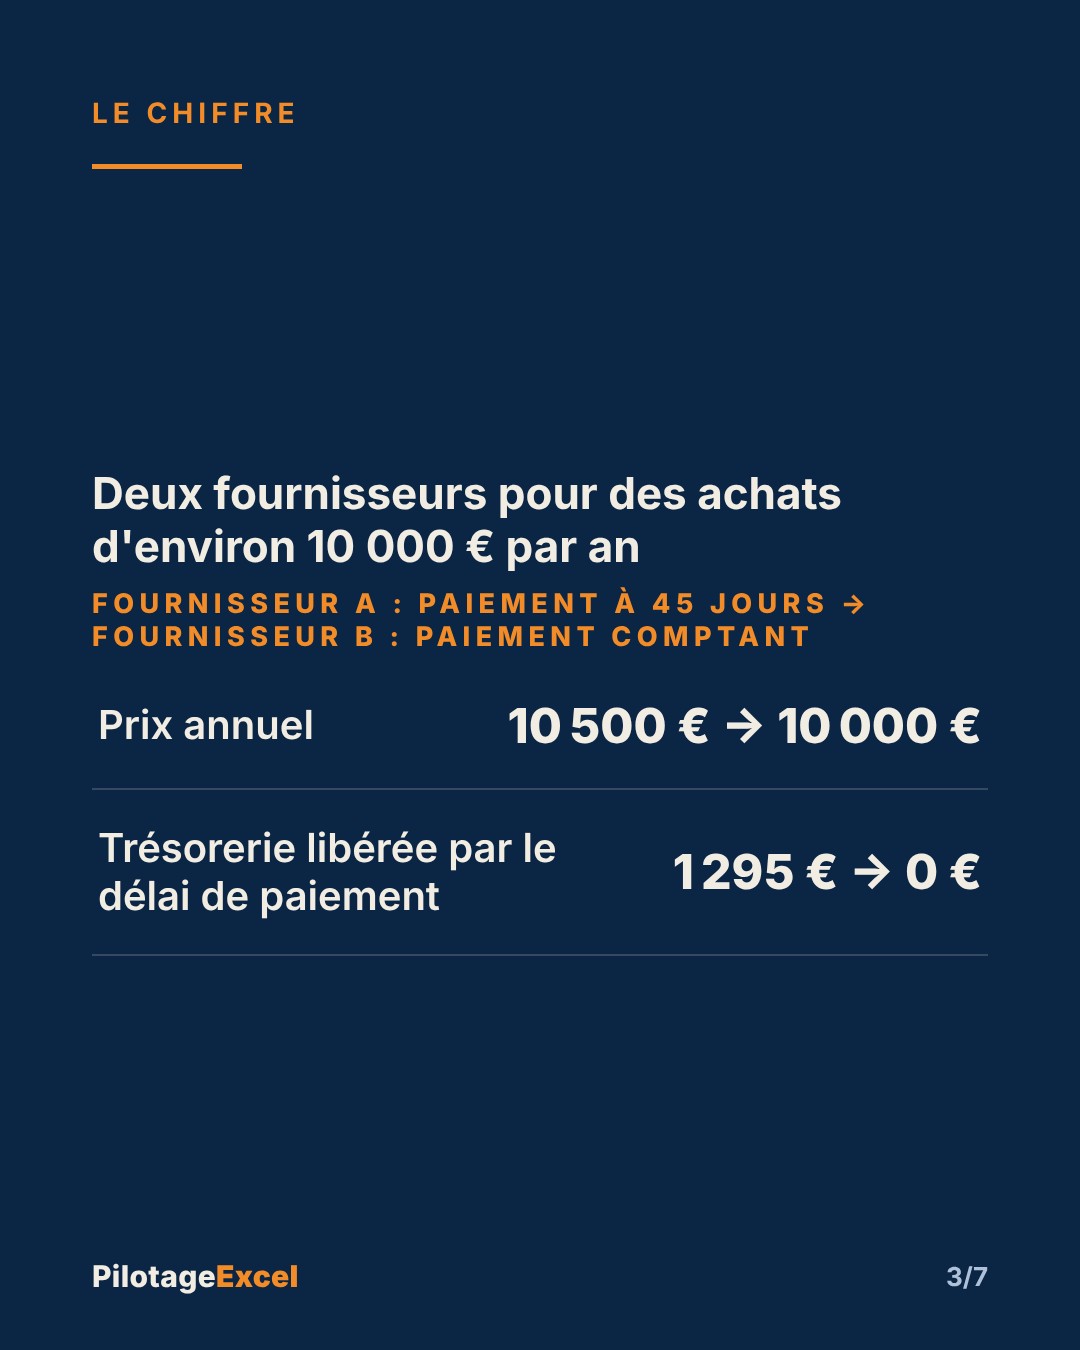 LE CHIFFRE
Deux fournisseurs pour des achats
d'environ 10 000 € par an
FOURNISSEUR A : PAIEMENT À 45 JOURS →
FOURNISSEUR B : PAIEMENT COMPTANT
Prix annuel 10 500 € → 10 000 €
Trésorerie libérée par le
délai de paiement 1 295 € → 0 €
PilotageExcel 3/7